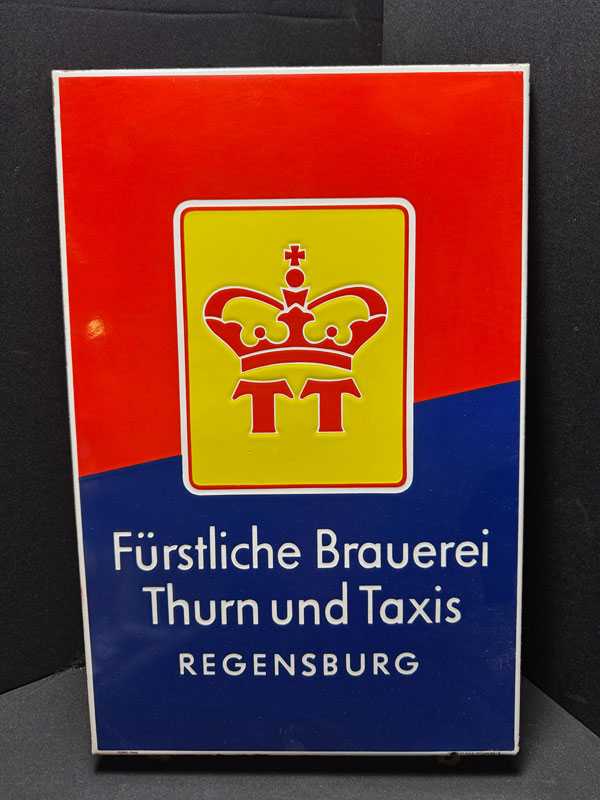 TT
Fürstliche Brauerei
Thurn und Taxis
REGENSBURG